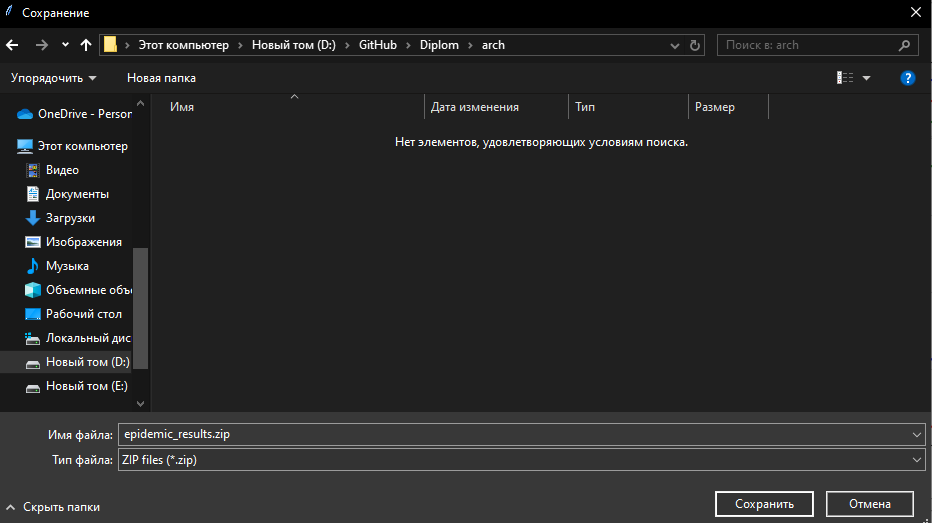 Сохранение
Этот компьютер › Новый том (D:) › GitHub › Diplom › arch
Поиск в: arch
Упорядочить
Новая папка
?
Имя
Дата изменения
Тип
Размер
Нет элементов, удовлетворяющих условиям поиска.
OneDrive - Person
Этот компьютер
Видео
Документы
Загрузки
Изображения
Музыка
Объемные объ
Рабочий стол
Локальный дис
Новый том (D:)
Новый том (E:)
Имя файла: epidemic_results.zip
Тип файла: ZIP files (*.zip)
Скрыть папки
Сохранить
Отмена